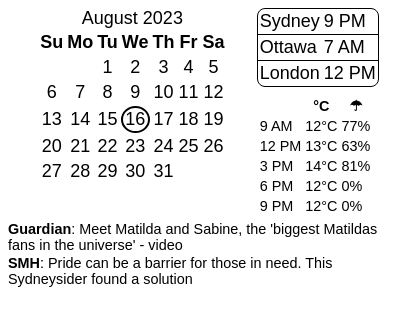 August 2023
Su Mo Tu We Th Fr Sa
1 2 3 4 5
6 7 8 9 10 11 12
13 14 15 16 17 18 19
20 21 22 23 24 25 26
27 28 29 30 31
Sydney 9 PM
Ottawa 7 AM
London 12 PM
°C ☂
9 AM 12°C 77%
12 PM 13°C 63%
3 PM 14°C 81%
6 PM 12°C 0%
9 PM 12°C 0%
Guardian: Meet Matilda and Sabine, the 'biggest Matildas
fans in the universe' - video
SMH: Pride can be a barrier for those in need. This
Sydneysider found a solution